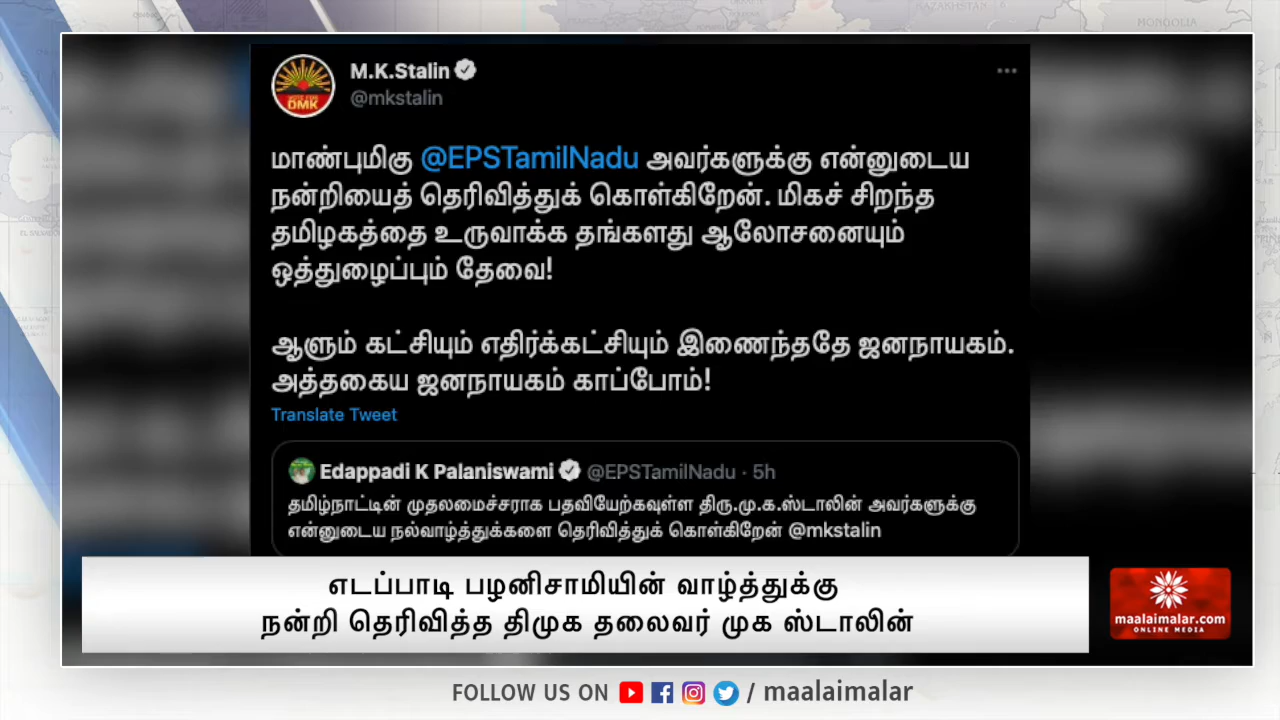 KAZAKHSTAN
MONGOLIA
M.K.Stalin
@mkstalin
DMK
மாண்புமிகு @EPSTamilNadu அவர்களுக்கு என்னுடைய
நன்றியைத் தெரிவித்துக் கொள்கிறேன். மிகச் சிறந்த
தமிழகத்தை உருவாக்க தங்களது ஆலோசனையும்
ஒத்துழைப்பும் தேவை!
ஆளும் கட்சியும் எதிர்க்கட்சியும் இணைந்ததே ஜனநாயகம்.
அத்தகைய ஜனநாயகம் காப்போம்!
Translate Tweet
Edappadi K Palaniswami @EPSTamilNadu · 5h
தமிழ்நாட்டின் முதலமைச்சராக பதவியேற்கவுள்ள திரு.மு.க.ஸ்டாலின் அவர்களுக்கு
என்னுடைய நல்வாழ்த்துக்களை தெரிவித்துக் கொள்கிறேன் @mkstalin
எடப்பாடி பழனிசாமியின் வாழ்த்துக்கு
நன்றி தெரிவித்த திமுக தலைவர் முக ஸ்டாலின்
maalaimalar.com
ONLINE MEDIA
FOLLOW US ON / maalaimalar